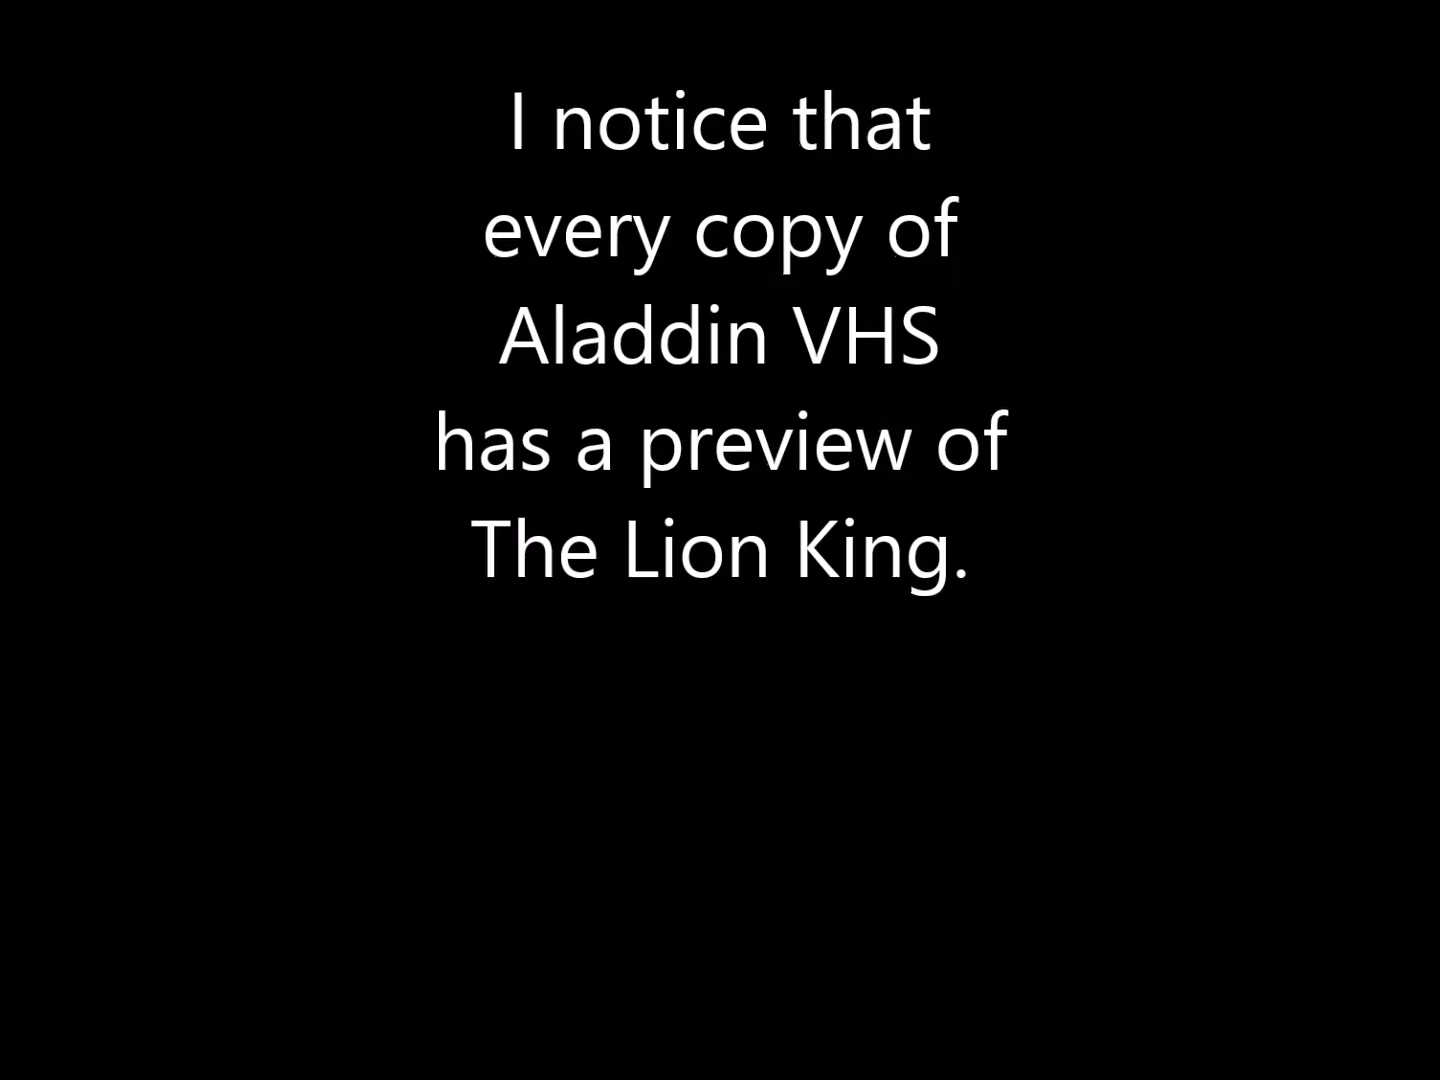 I notice that
every copy of
Aladdin VHS
has a preview of
The Lion King.